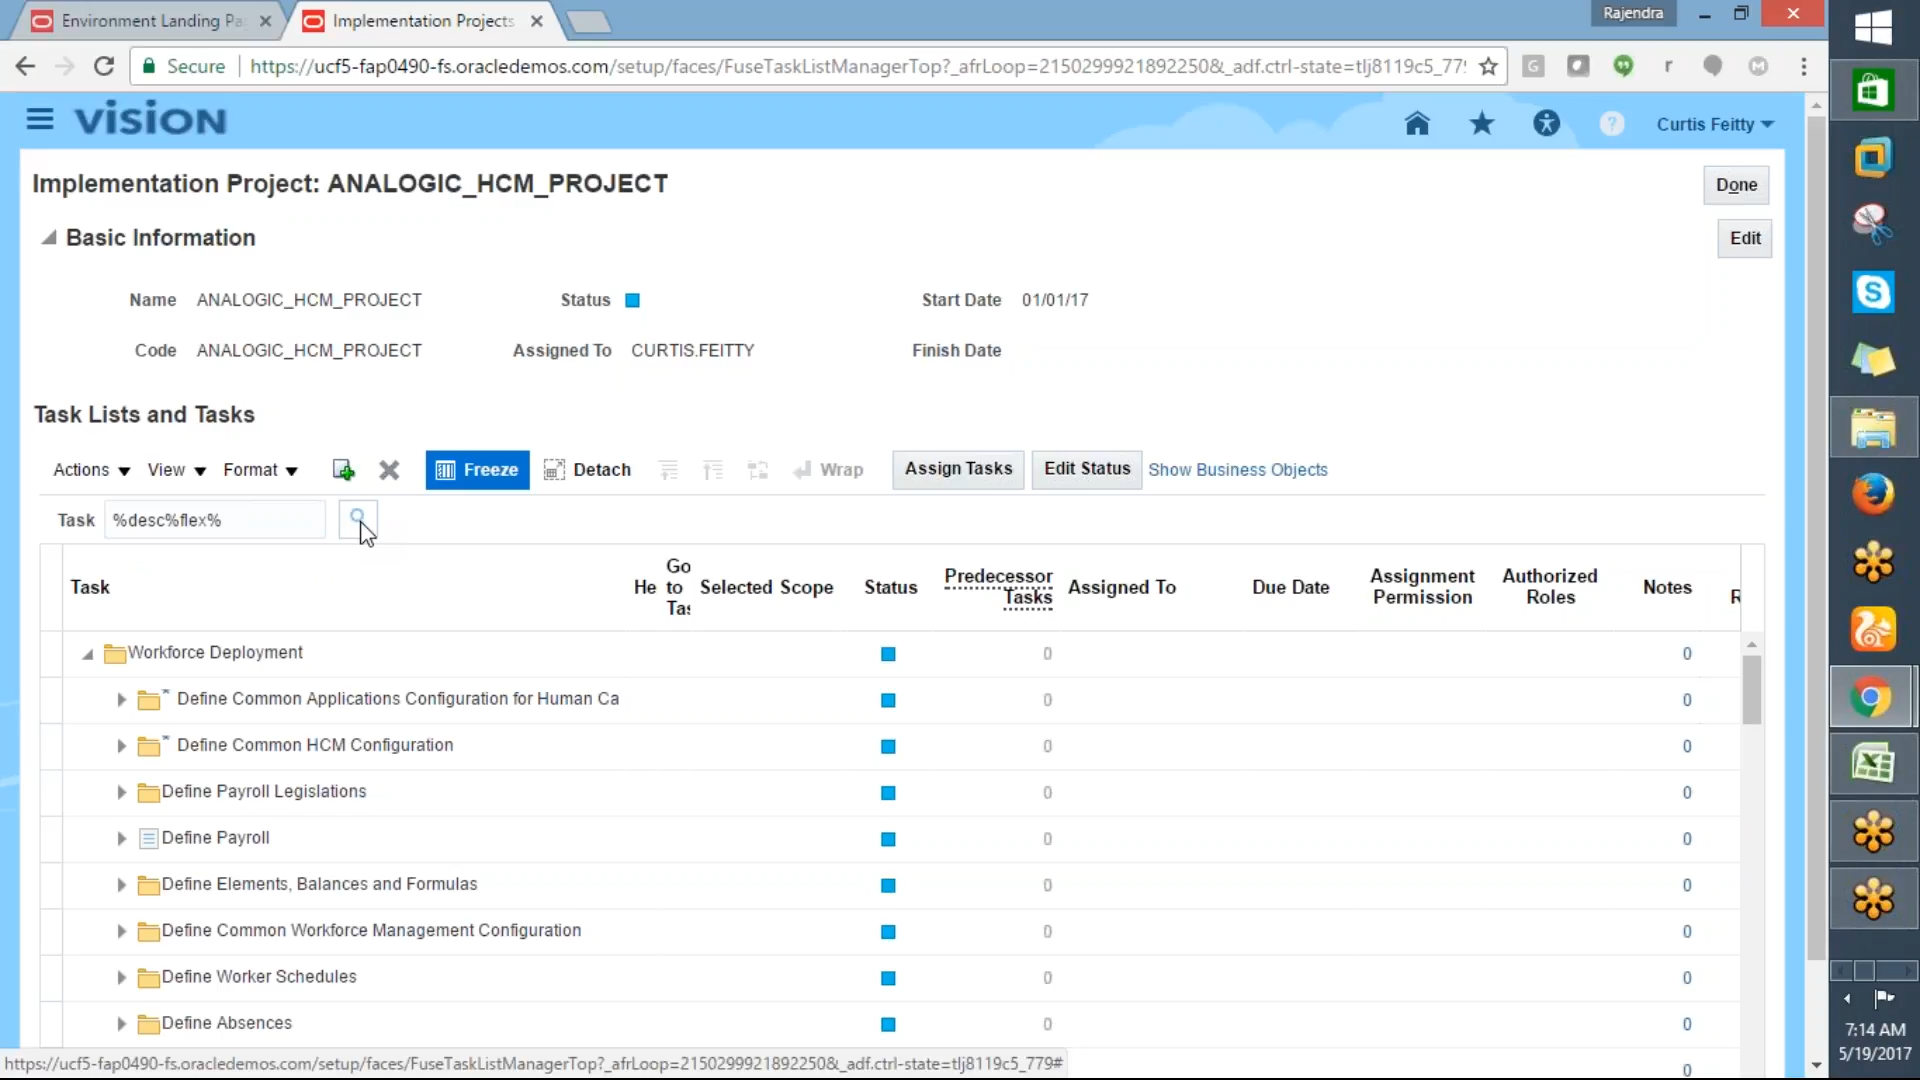 Environment Landing Pa
Implementation Projects
Rajendra
Secure
https://ucf5-fap0490-fs.oracledemos.com/setup/faces/FuseTaskListManagerTop?_afrLoop=2150299921892250&_adf.ctrl-state=tlj8119c5_779
vision
Curtis Feitty
Implementation Project: ANALOGIC_HCM_PROJECT
Done
Basic Information
Edit
Name ANALOGIC_HCM_PROJECT Status Start Date 01/01/17
Code ANALOGIC_HCM_PROJECT Assigned To CURTIS.FEITTY Finish Date
Task Lists and Tasks
Actions View Format Freeze Detach Wrap Assign Tasks Edit Status Show Business Objects
Task %desc%flex%
Task He Go to Tas Selected Scope Status Predecessor Tasks Assigned To Due Date Assignment Permission Authorized Roles Notes R
Workforce Deployment 0 0
* Define Common Applications Configuration for Human Ca 0 0
* Define Common HCM Configuration 0 0
Define Payroll Legislations 0 0
Define Payroll 0 0
Define Elements, Balances and Formulas 0 0
Define Common Workforce Management Configuration 0 0
Define Worker Schedules 0 0
Define Absences 0 0
0
https://ucf5-fap0490-fs.oracledemos.com/setup/faces/FuseTaskListManagerTop?_afrLoop=2150299921892250&_adf.ctrl-state=tlj8119c5_779#
7:14 AM
5/19/2017